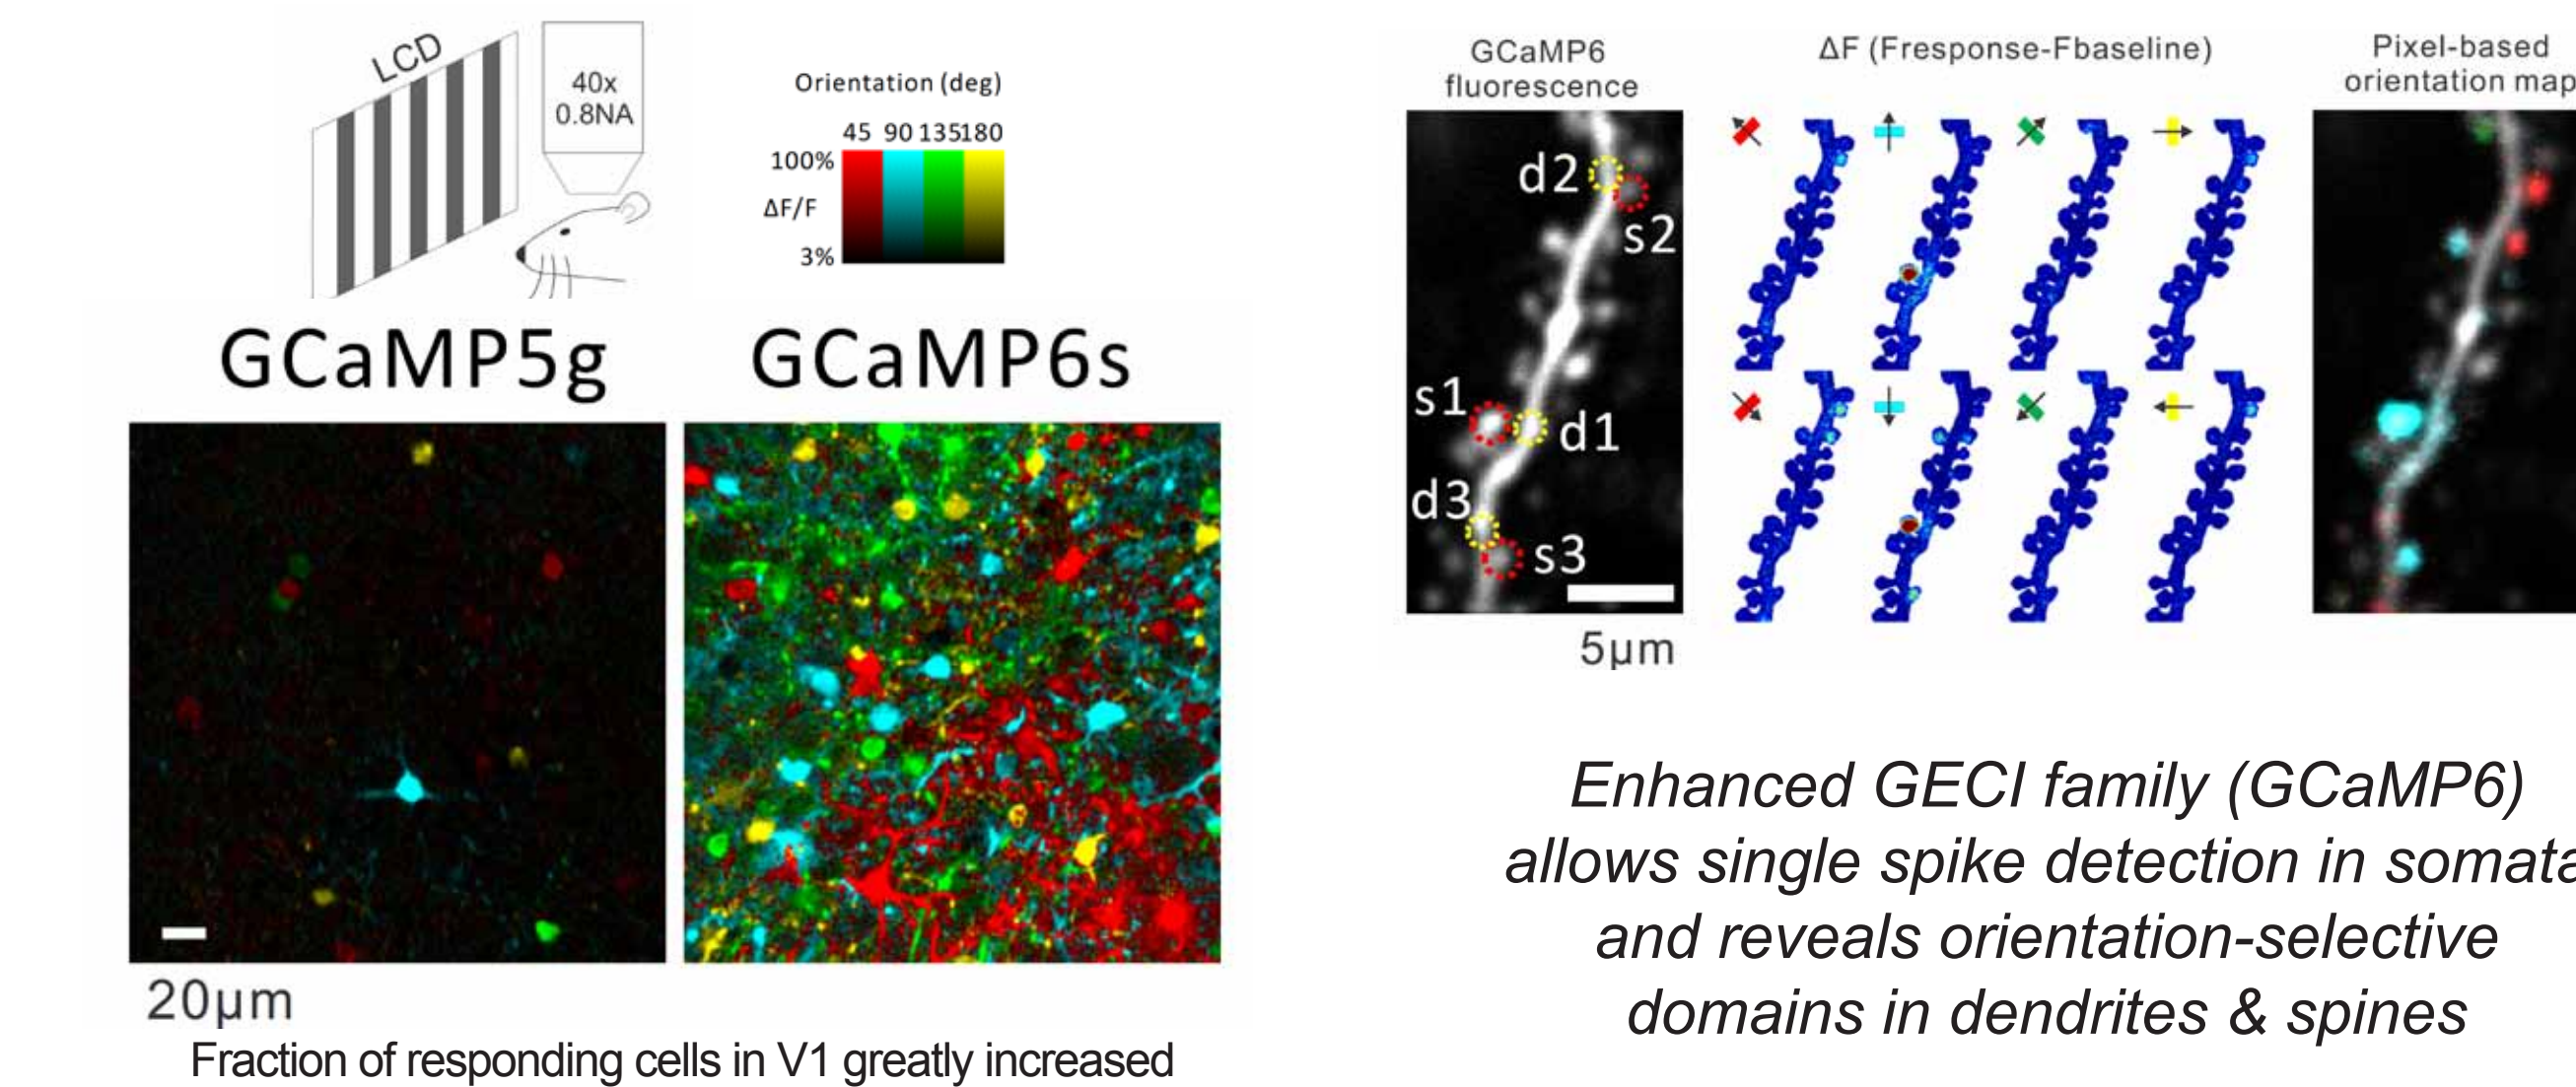 LCD
40x
0.8NA
Orientation (deg)
45 90 135 180
100%
ΔF/F
3%
GCaMP5g
GCaMP6s
20µm
Fraction of responding cells in V1 greatly increased
GCaMP6
fluorescence
d2
s2
s1
d1
d3
s3
5µm
ΔF (Fresponse-Fbaseline)
Pixel-based
orientation map
Enhanced GECI family (GCaMP6)
allows single spike detection in somata
and reveals orientation-selective
domains in dendrites & spines